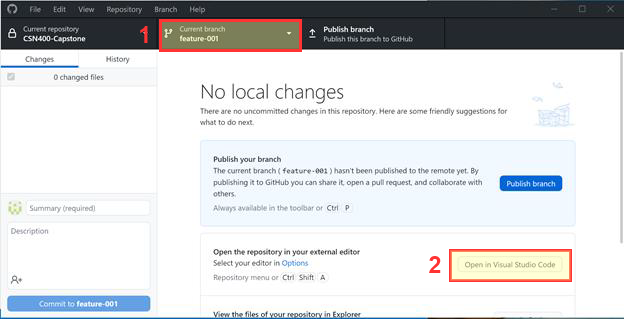 File Edit View Repository Branch Help
Current repository
CSN400-Capstone
1
Current branch
feature-001
Publish branch
Publish this branch to GitHub
Changes History
0 changed files
No local changes
There are no uncommitted changes in this repository. Here are some friendly suggestions for
what to do next.
Publish your branch
The current branch ( feature-001 ) hasn't been published to the remote yet. By
publishing it to GitHub you can share it, open a pull request, and collaborate with
others.
Always available in the toolbar or Ctrl P
Publish branch
Summary (required)
Description
Commit to feature-001
Open the repository in your external editor
Select your editor in Options
Repository menu or Ctrl Shift A
2
Open in Visual Studio Code
View the files of your repository in Explorer